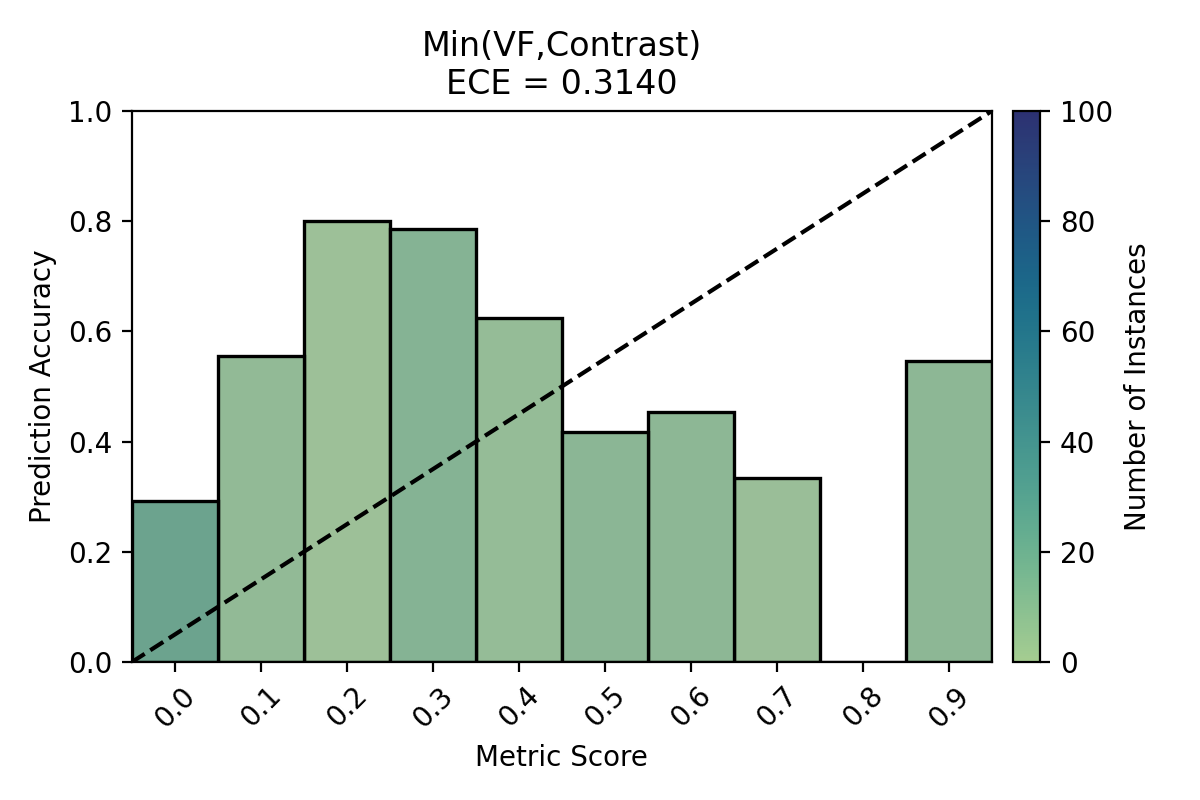 Min(VF,Contrast)
ECE = 0.3140
1.0
0.8
0.6
0.4
0.2
0.0
Prediction Accuracy
0.0 0.1 0.2 0.3 0.4 0.5 0.6 0.7 0.8 0.9
Metric Score
100
80
60
40
20
0
Number of Instances